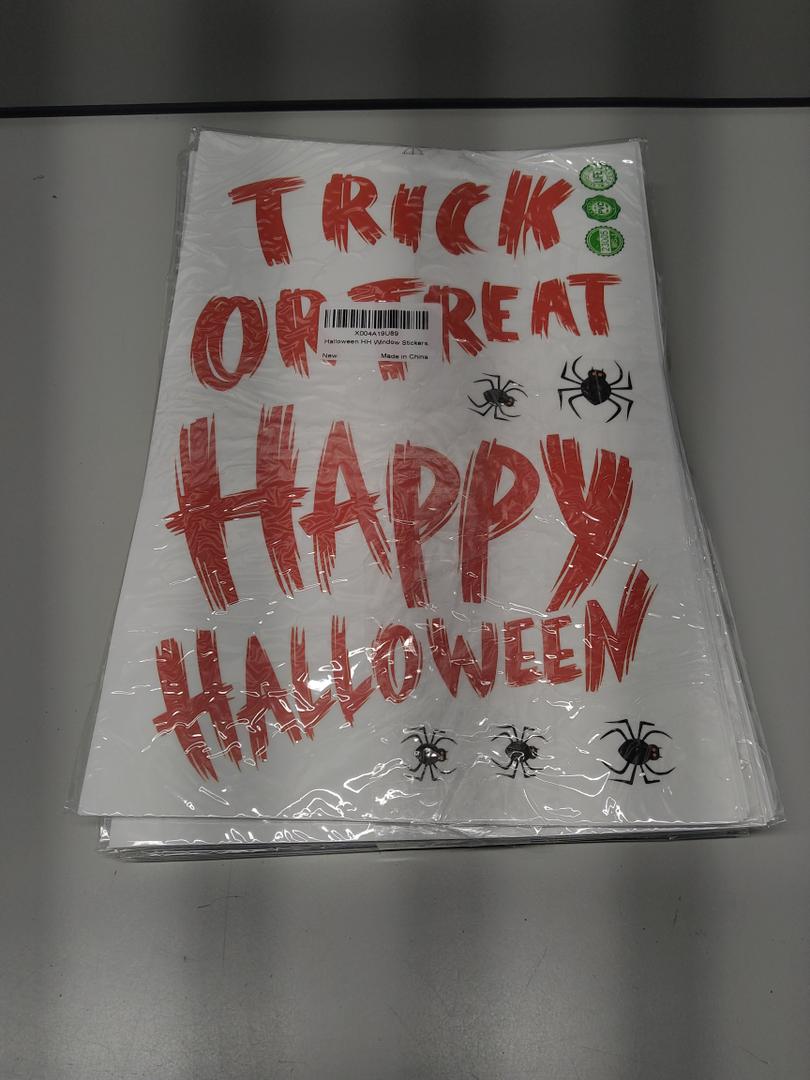 TRICK
OR TREAT
X004A19U89
Halloween HH Window Stickers
New
Made in China
HAPPY
HALLOWEEN